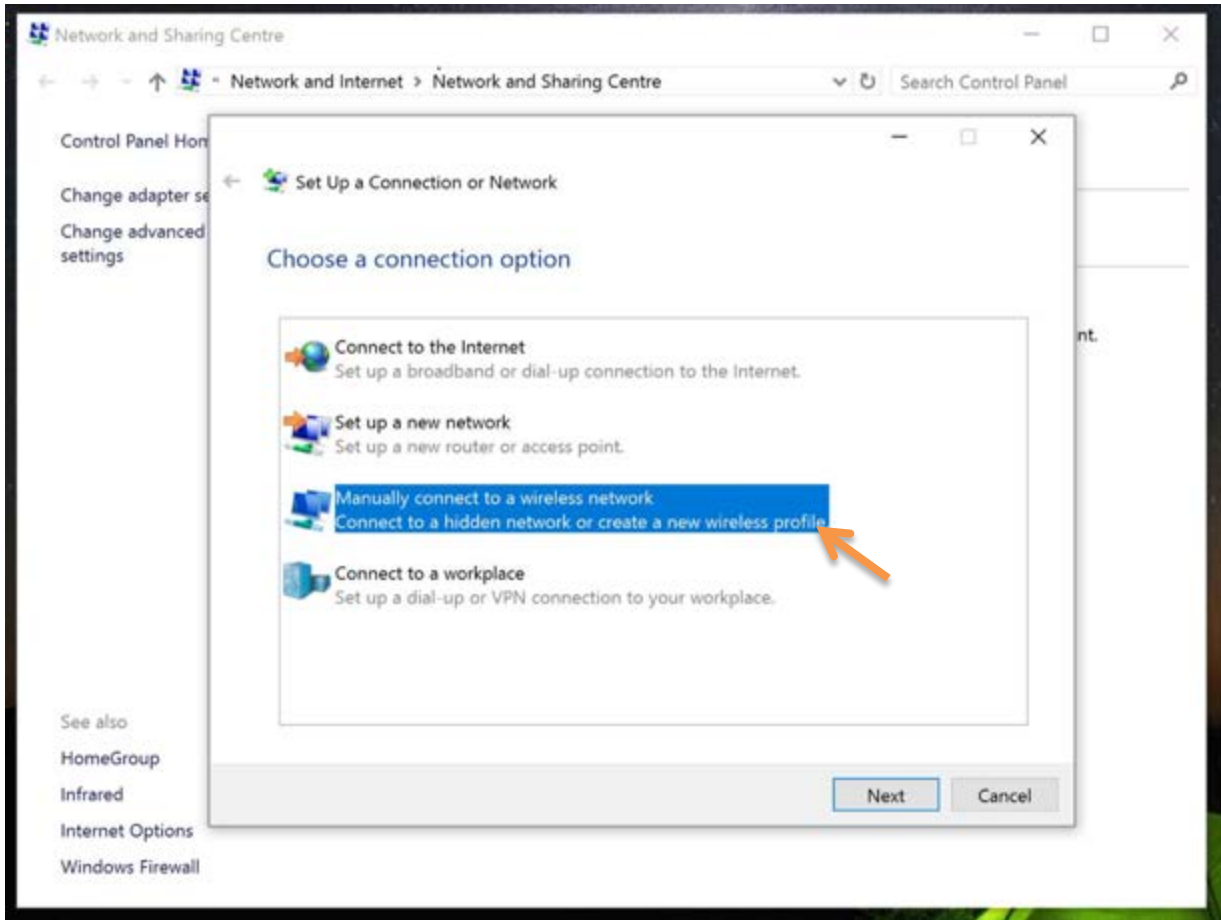 Network and Sharing Centre
Network and Internet > Network and Sharing Centre
Search Control Panel
Control Panel Hom
Change adapter se
Change advanced
settings
Set Up a Connection or Network
Choose a connection option
Connect to the Internet
Set up a broadband or dial-up connection to the Internet.
Set up a new network
Set up a new router or access point.
Manually connect to a wireless network
Connect to a hidden network or create a new wireless profile
Connect to a workplace
Set up a dial-up or VPN connection to your workplace.
nt.
Next
Cancel
See also
HomeGroup
Infrared
Internet Options
Windows Firewall